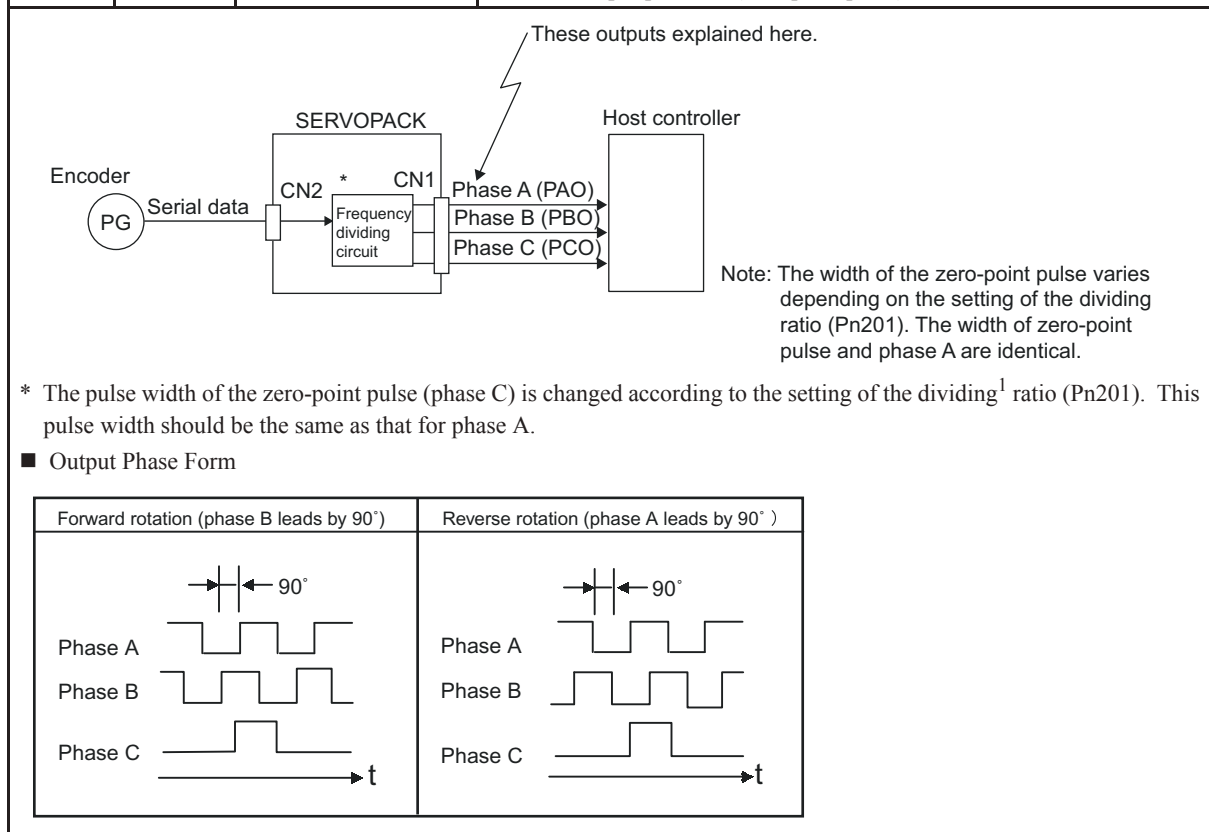 These outputs explained here.
SERVOPACK
Host controller
Encoder
CN2
*
CN1
Phase A (PAO)
PG
Serial data
Frequency
dividing
circuit
Phase B (PBO)
Phase C (PCO)
Note: The width of the zero-point pulse varies
depending on the setting of the dividing
ratio (Pn201). The width of zero-point
pulse and phase A are identical.
* The pulse width of the zero-point pulse (phase C) is changed according to the setting of the dividing1 ratio (Pn201). This
pulse width should be the same as that for phase A.
■ Output Phase Form
Forward rotation (phase B leads by 90°)
Reverse rotation (phase A leads by 90° )
90°
Phase A
Phase B
Phase C
t
90°
Phase A
Phase B
Phase C
t